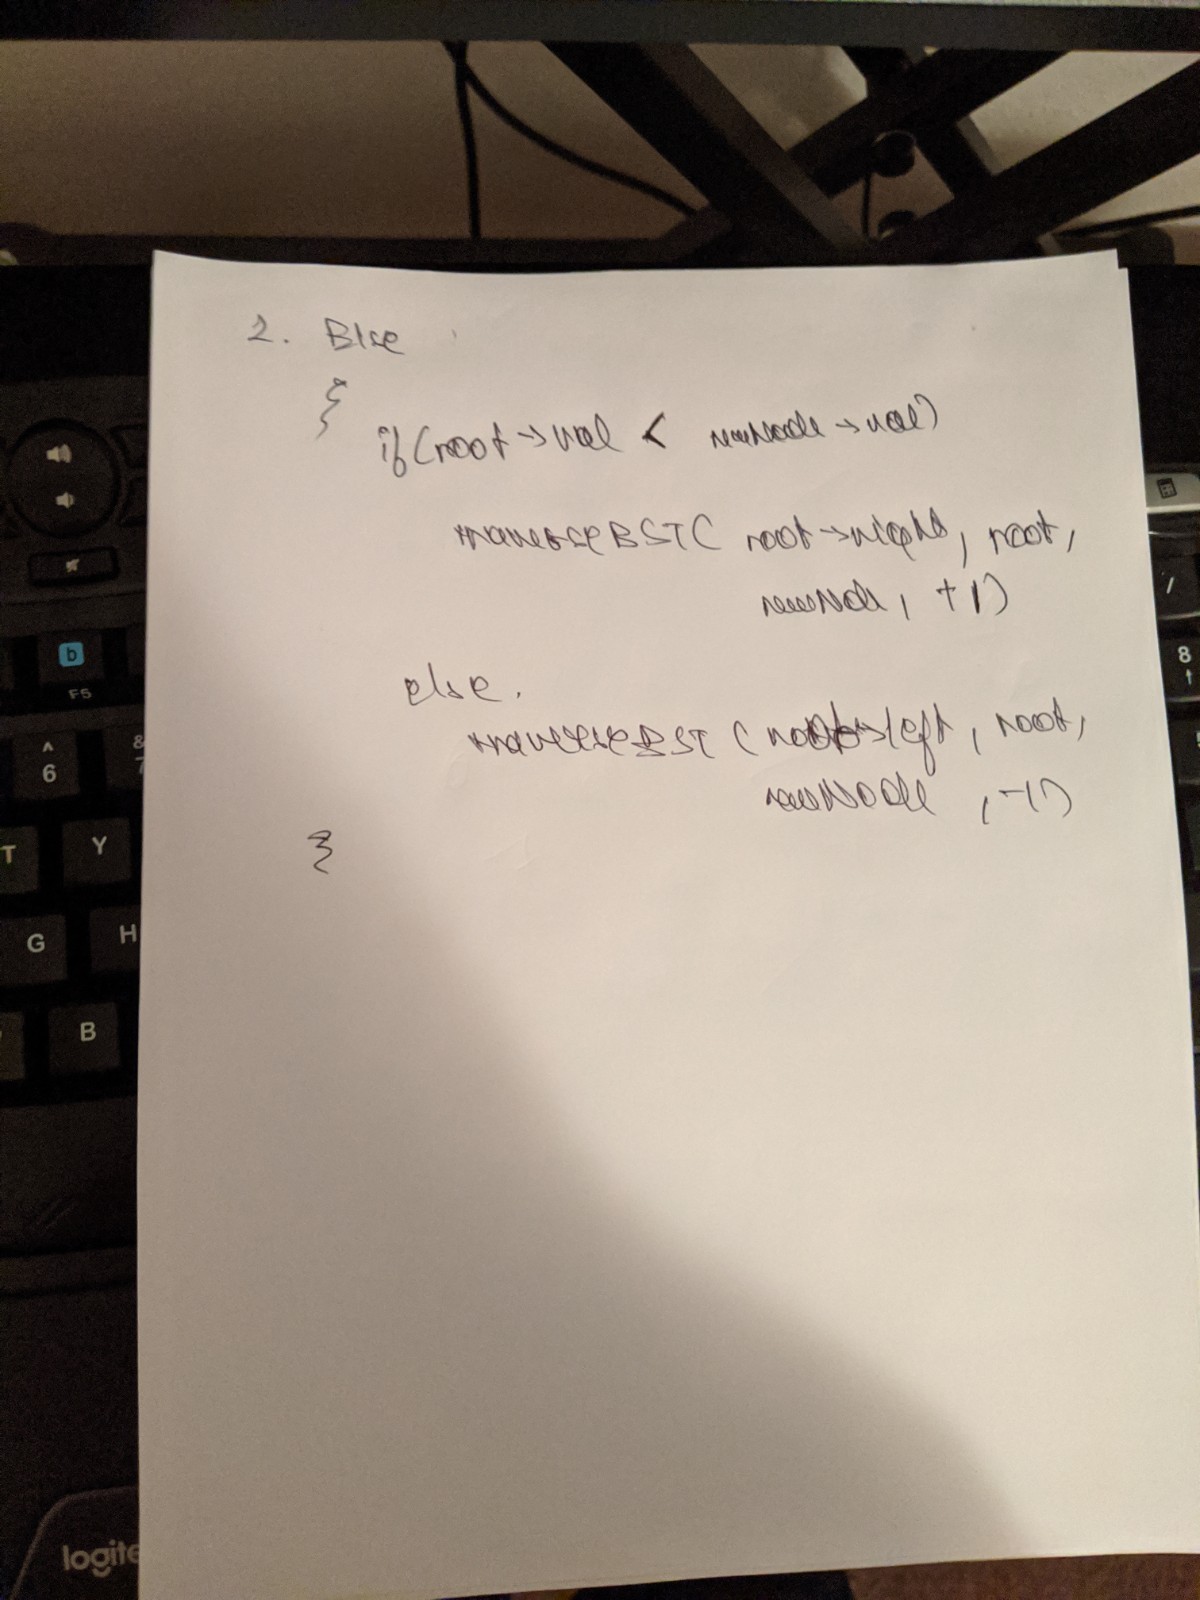 2. Else
{
if(root->val < newNode->val)
traverseBST( root->right, root,
newNode, +1)
else.
traverseBST (root->left, root,
newNode , -1)
}
b
F5
^
6
&
7
T
Y
G
H
B
/
8
logite